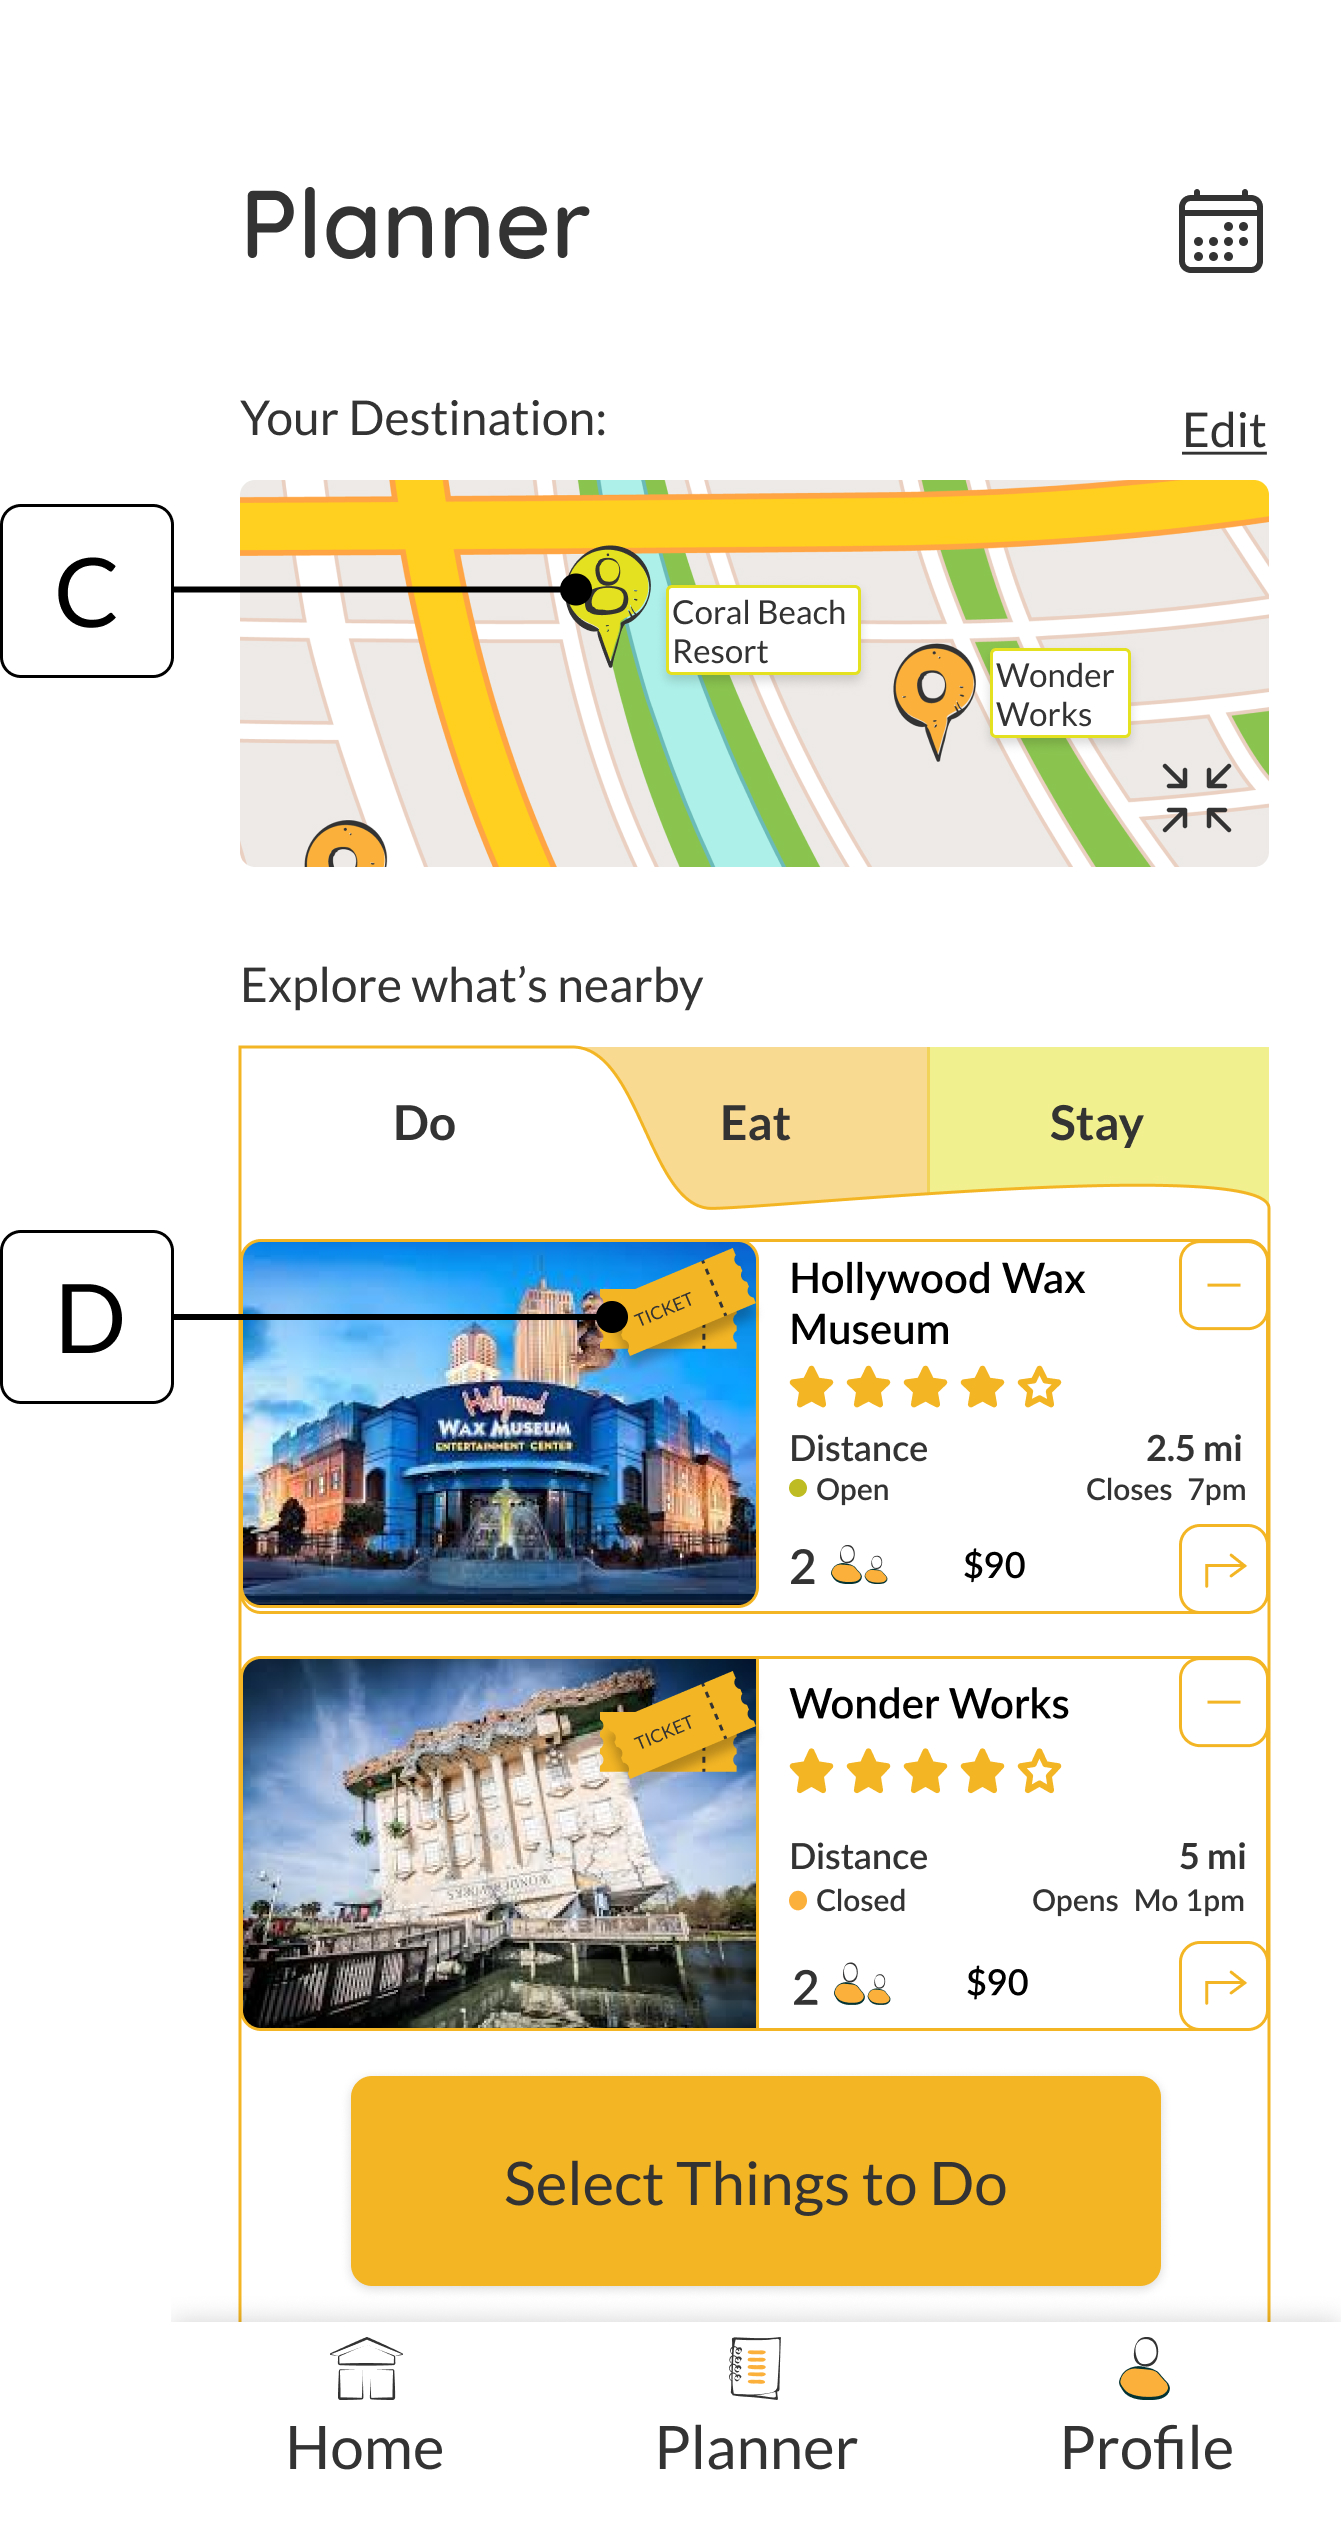 Planner
Your Destination:
Edit
C
Coral Beach
Resort
Wonder
Works
Explore what’s nearby
Do
Eat
Stay
D
TICKET
Hollywood
WAX MUSEUM
ENTERTAINMENT CENTER
Hollywood Wax
Museum
Distance
2.5 mi
Open
Closes 7pm
2
$90
TICKET
WONDERWORKS
Wonder Works
Distance
5 mi
Closed
Opens Mo 1pm
2
$90
Select Things to Do
Home
Planner
Profile